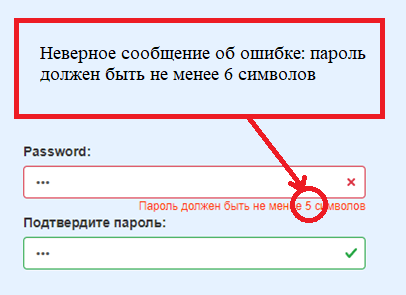 Неверное сообщение об ошибке: пароль
должен быть не менее 6 символов
Password:
•••
Пароль должен быть не менее 5 символов
Подтвердите пароль:
•••